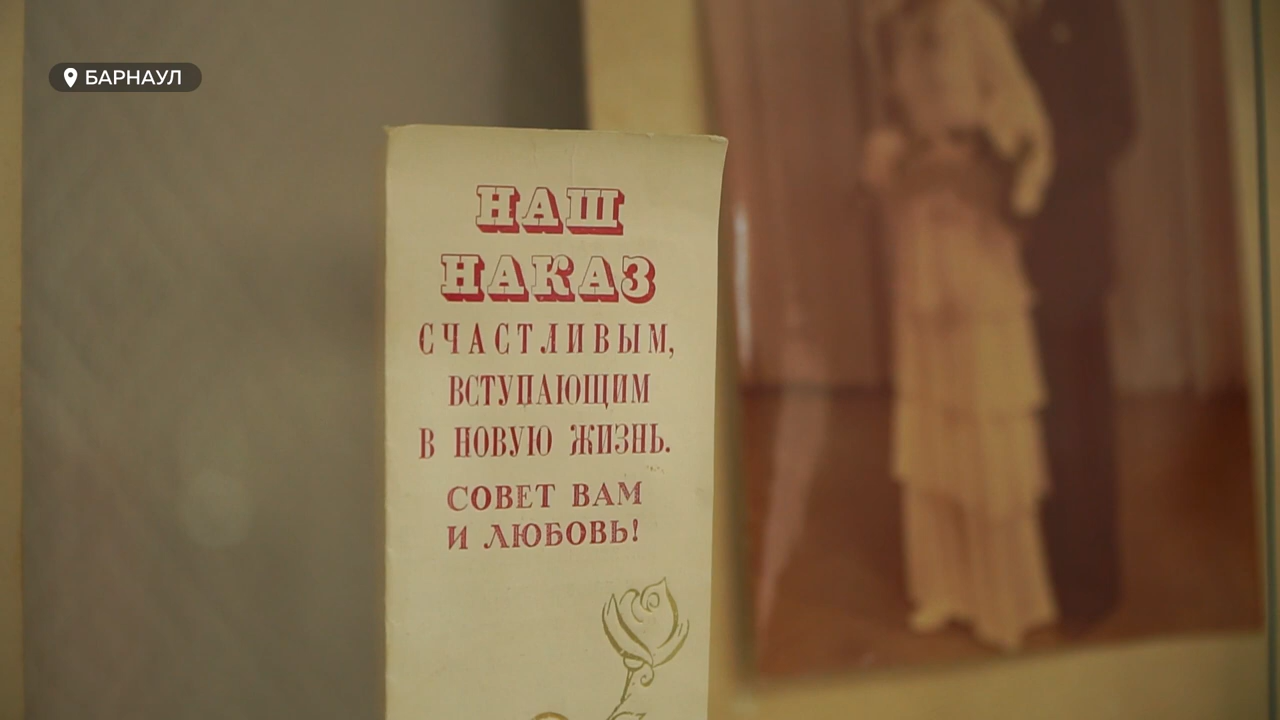 БАРНАУЛ
НАШ
НАКАЗ
СЧАСТЛИВЫМ,
ВСТУПАЮЩИМ
В НОВУЮ ЖИЗНЬ.
СОВЕТ ВАМ
И ЛЮБОВЬ!